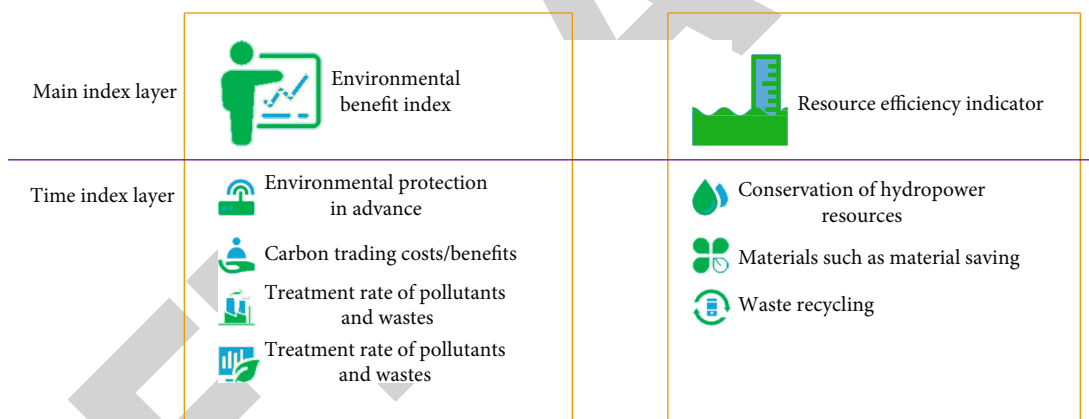 Main index layer
Environmental
benefit index
Resource efficiency indicator
Time index layer
Environmental protection
in advance
Carbon trading costs/benefits
Treatment rate of pollutants
and wastes
Treatment rate of pollutants
and wastes
Conservation of hydropower
resources
Materials such as material saving
Waste recycling